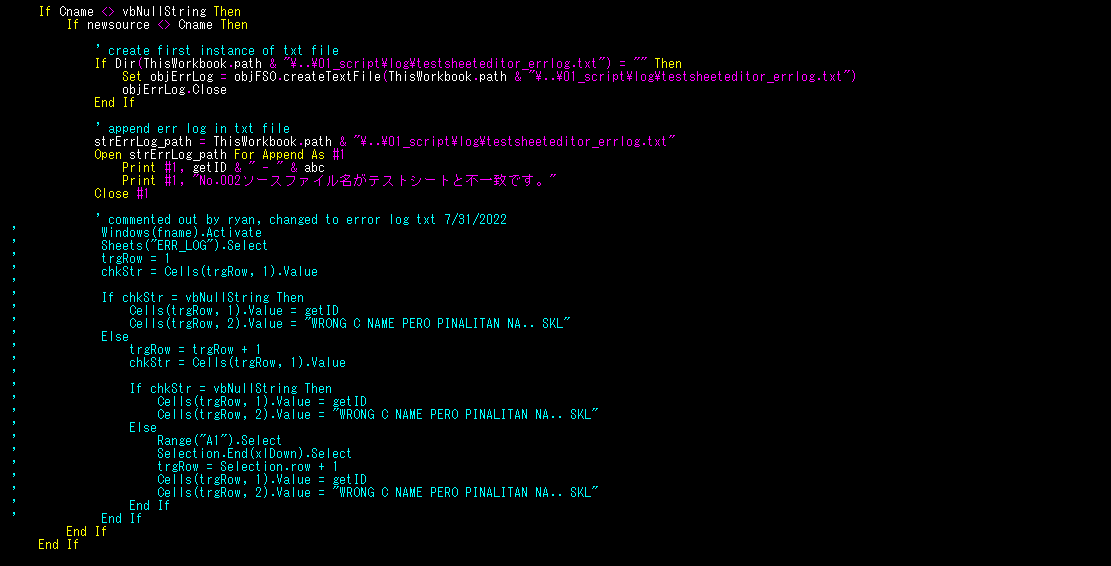 If Cname <> vbNullString Then
If newsource <> Cname Then
' create first instance of txt file
If Dir(ThisWorkbook.path & "¥..¥01_script¥log¥testsheeteditor_errlog.txt") = "" Then
Set objErrLog = objFSO.createTextFile(ThisWorkbook.path & "¥..¥01_script¥log¥testsheeteditor_errlog.txt")
objErrLog.Close
End If
' append err log in txt file
strErrLog_path = ThisWorkbook.path & "¥..¥01_script¥log¥testsheeteditor_errlog.txt"
Open strErrLog_path For Append As #1
Print #1, getID & " - " & abc
Print #1, "No.002ソースファイル名がテストシートと不一致です。"
Close #1
' commented out by ryan, changed to error log txt 7/31/2022
' Windows(fname).Activate
' Sheets("ERR_LOG").Select
' trgRow = 1
' chkStr = Cells(trgRow, 1).Value
'
' If chkStr = vbNullString Then
' Cells(trgRow, 1).Value = getID
' Cells(trgRow, 2).Value = "WRONG C NAME PERO PINALITAN NA.. SKL"
' Else
' trgRow = trgRow + 1
' chkStr = Cells(trgRow, 1).Value
'
' If chkStr = vbNullString Then
' Cells(trgRow, 1).Value = getID
' Cells(trgRow, 2).Value = "WRONG C NAME PERO PINALITAN NA.. SKL"
' Else
' Range("A1").Select
' Selection.End(xlDown).Select
' trgRow = Selection.row + 1
' Cells(trgRow, 1).Value = getID
' Cells(trgRow, 2).Value = "WRONG C NAME PERO PINALITAN NA.. SKL"
' End If
' End If
End If
End If